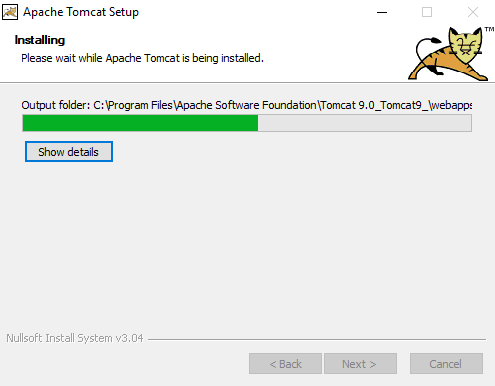 Apache Tomcat Setup
TM
Installing
Please wait while Apache Tomcat is being installed.
Output folder: C:\Program Files\Apache Software Foundation\Tomcat 9.0_Tomcat9_\webapps
Show details
Nullsoft Install System v3.04
< Back
Next >
Cancel